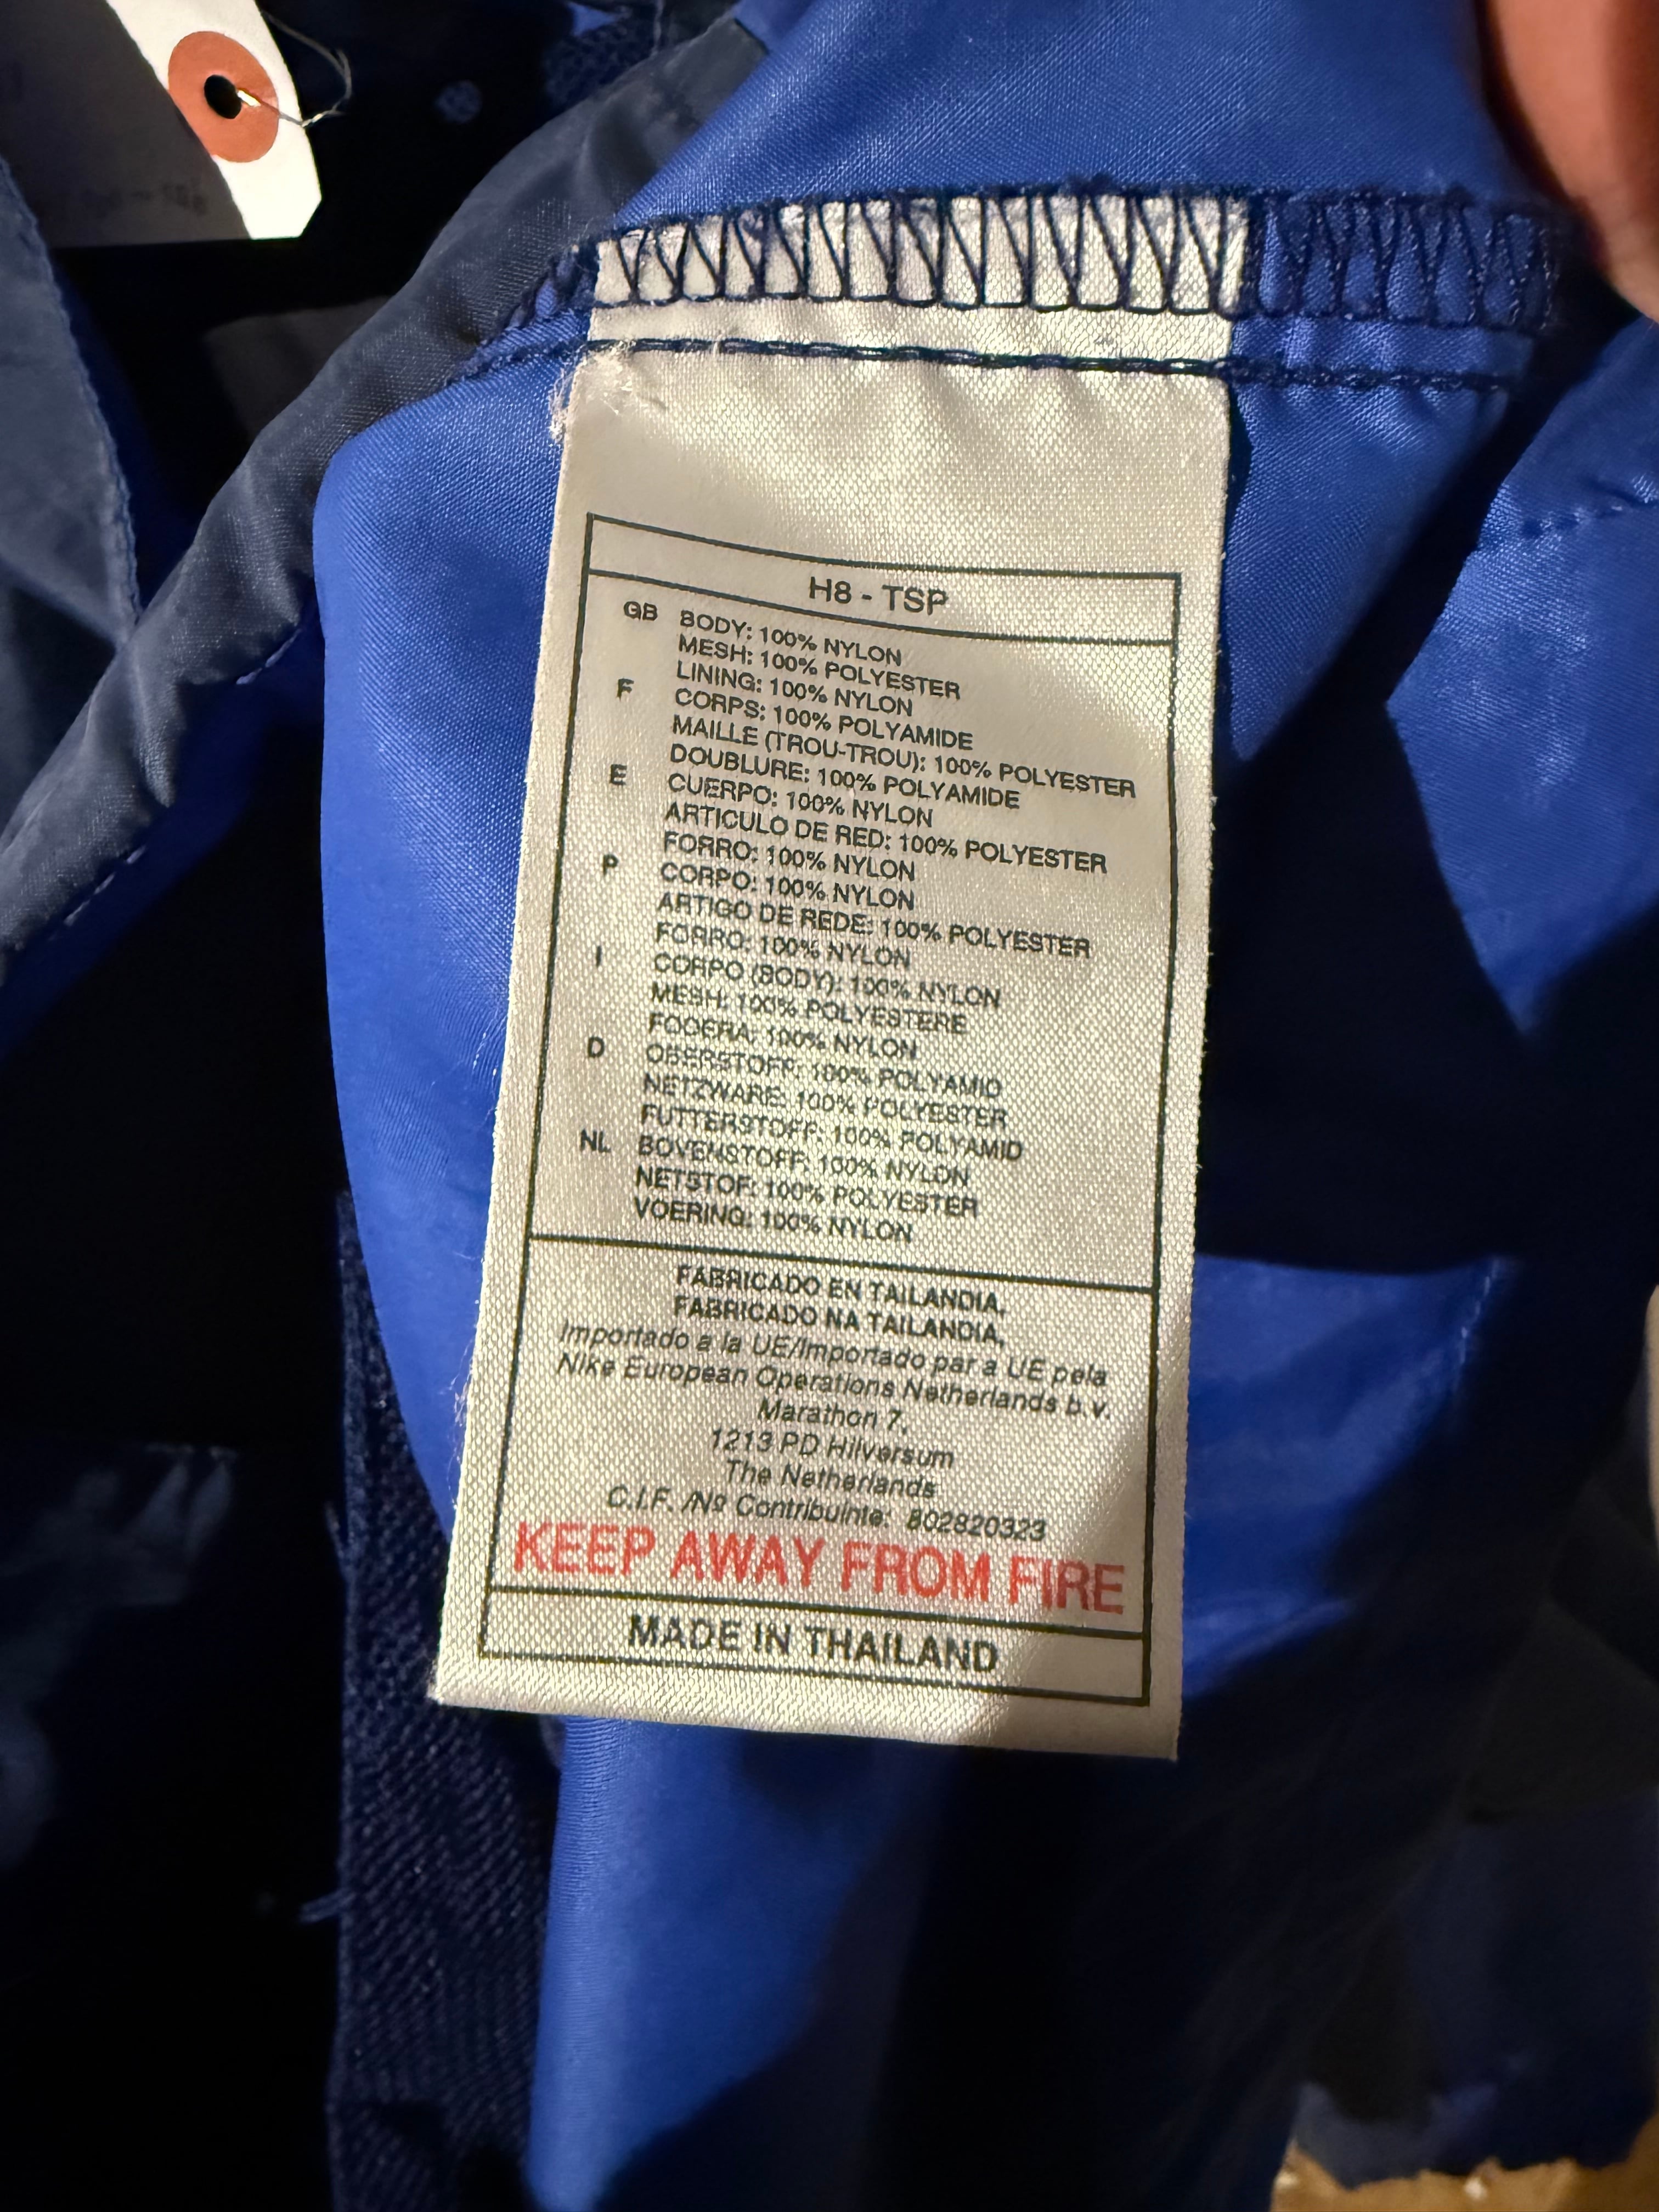 H8 - TSP
GB BODY: 100% NYLON
MESH: 100% POLYESTER
LINING: 100% NYLON
F CORPS: 100% POLYAMIDE
MAILLE (TROU-TROU): 100% POLYESTER
DOUBLURE: 100% POLYAMIDE
E CUERPO: 100% NYLON
ARTICULO DE RED: 100% POLYESTER
FORRO: 100% NYLON
P CORPO: 100% NYLON
ARTIGO DE REDE: 100% POLYESTER
FORRO: 100% NYLON
I CORPO (BODY): 100% NYLON
MESH: 100% POLYESTERE
FODERA: 100% NYLON
D OBERSTOFF: 100% POLYAMID
NETZWARE: 100% POLYESTER
FUTTERSTOFF: 100% POLYAMID
NL BOVENSTOFF: 100% NYLON
NETSTOF: 100% POLYESTER
VOERING: 100% NYLON
FABRICADO EN TAILANDIA.
FABRICADO NA TAILANDIA.
Importado a la UE/Importado par a UE pela
Nike European Operations Netherlands b.v.
Marathon 7,
1213 PD Hilversum
The Netherlands
C.I.F. /Nº Contribuinte: 802820323
KEEP AWAY FROM FIRE
MADE IN THAILAND